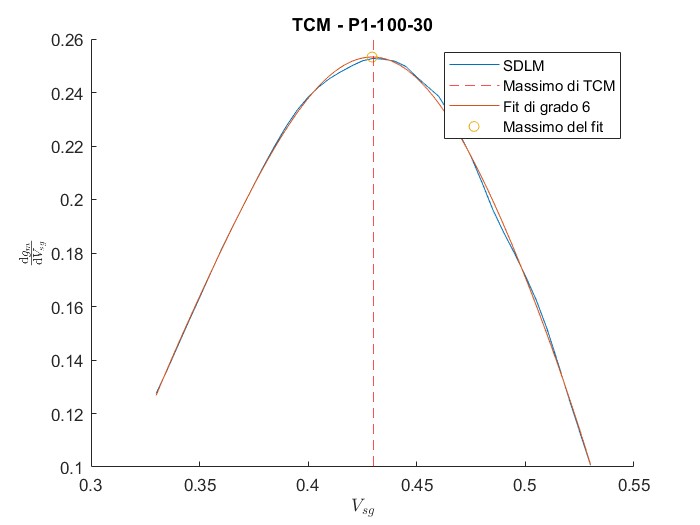 TCM - P1-100-30
0.26
0.24
0.22
0.2
0.18
0.16
0.14
0.12
0.1
dg_m
dV_sg
SDLM
Massimo di TCM
Fit di grado 6
Massimo del fit
0.3 0.35 0.4 0.45 0.5 0.55
V_sg